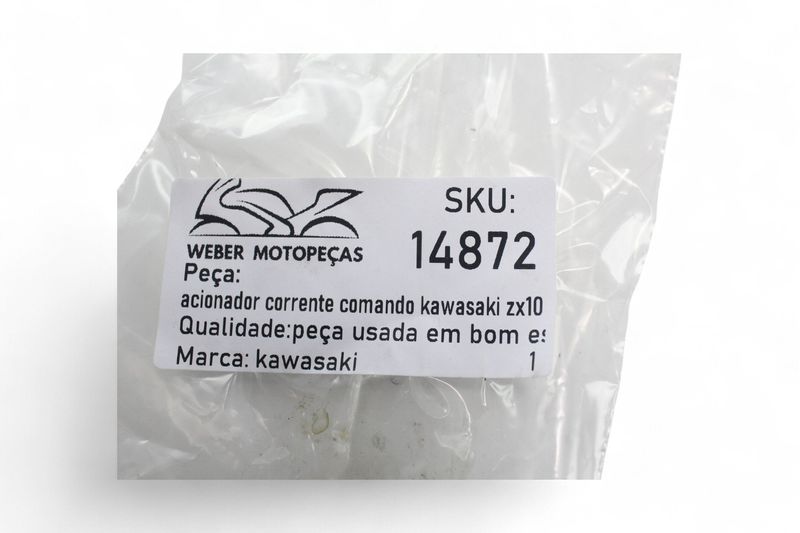 SKU:
14872
WEBER MOTOPEÇAS
Peça:
acionador corrente comando kawasaki zx10
Qualidade:peça usada em bom es
Marca: kawasaki 1